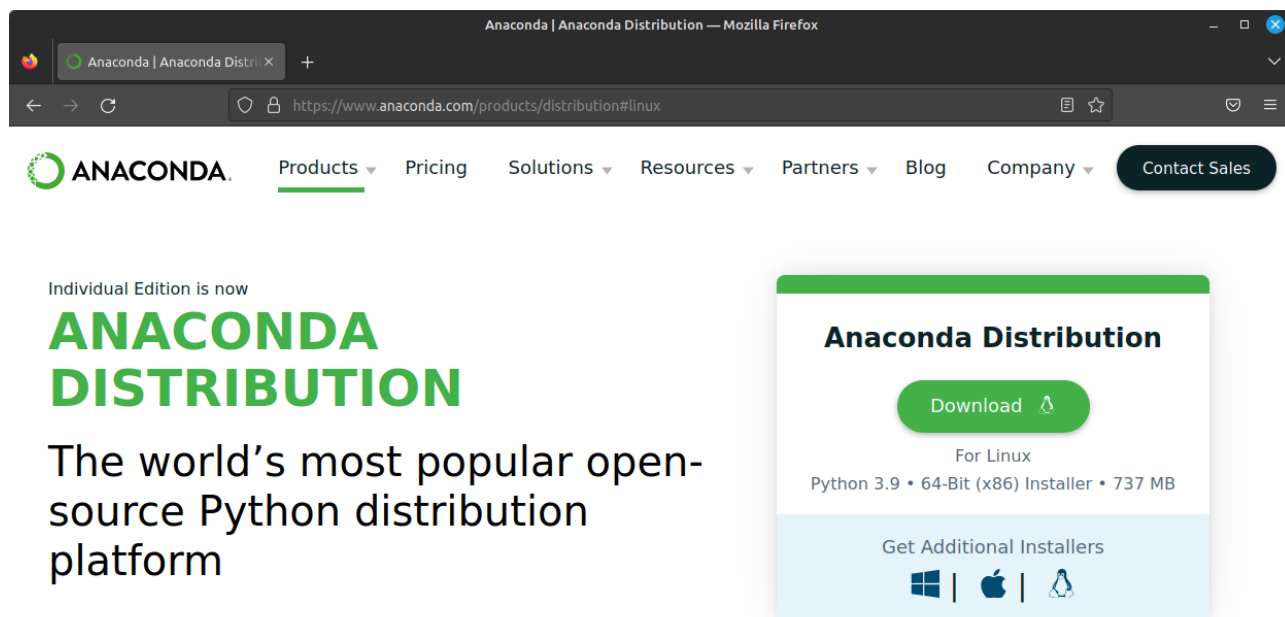 Anaconda | Anaconda Distribution — Mozilla Firefox
Anaconda | Anaconda Distri
https://www.anaconda.com/products/distribution#linux
ANACONDA.
Products
Pricing
Solutions
Resources
Partners
Blog
Company
Contact Sales
Individual Edition is now
ANACONDA
DISTRIBUTION
The world’s most popular open-
source Python distribution
platform
Anaconda Distribution
Download
For Linux
Python 3.9 • 64-Bit (x86) Installer • 737 MB
Get Additional Installers
| |